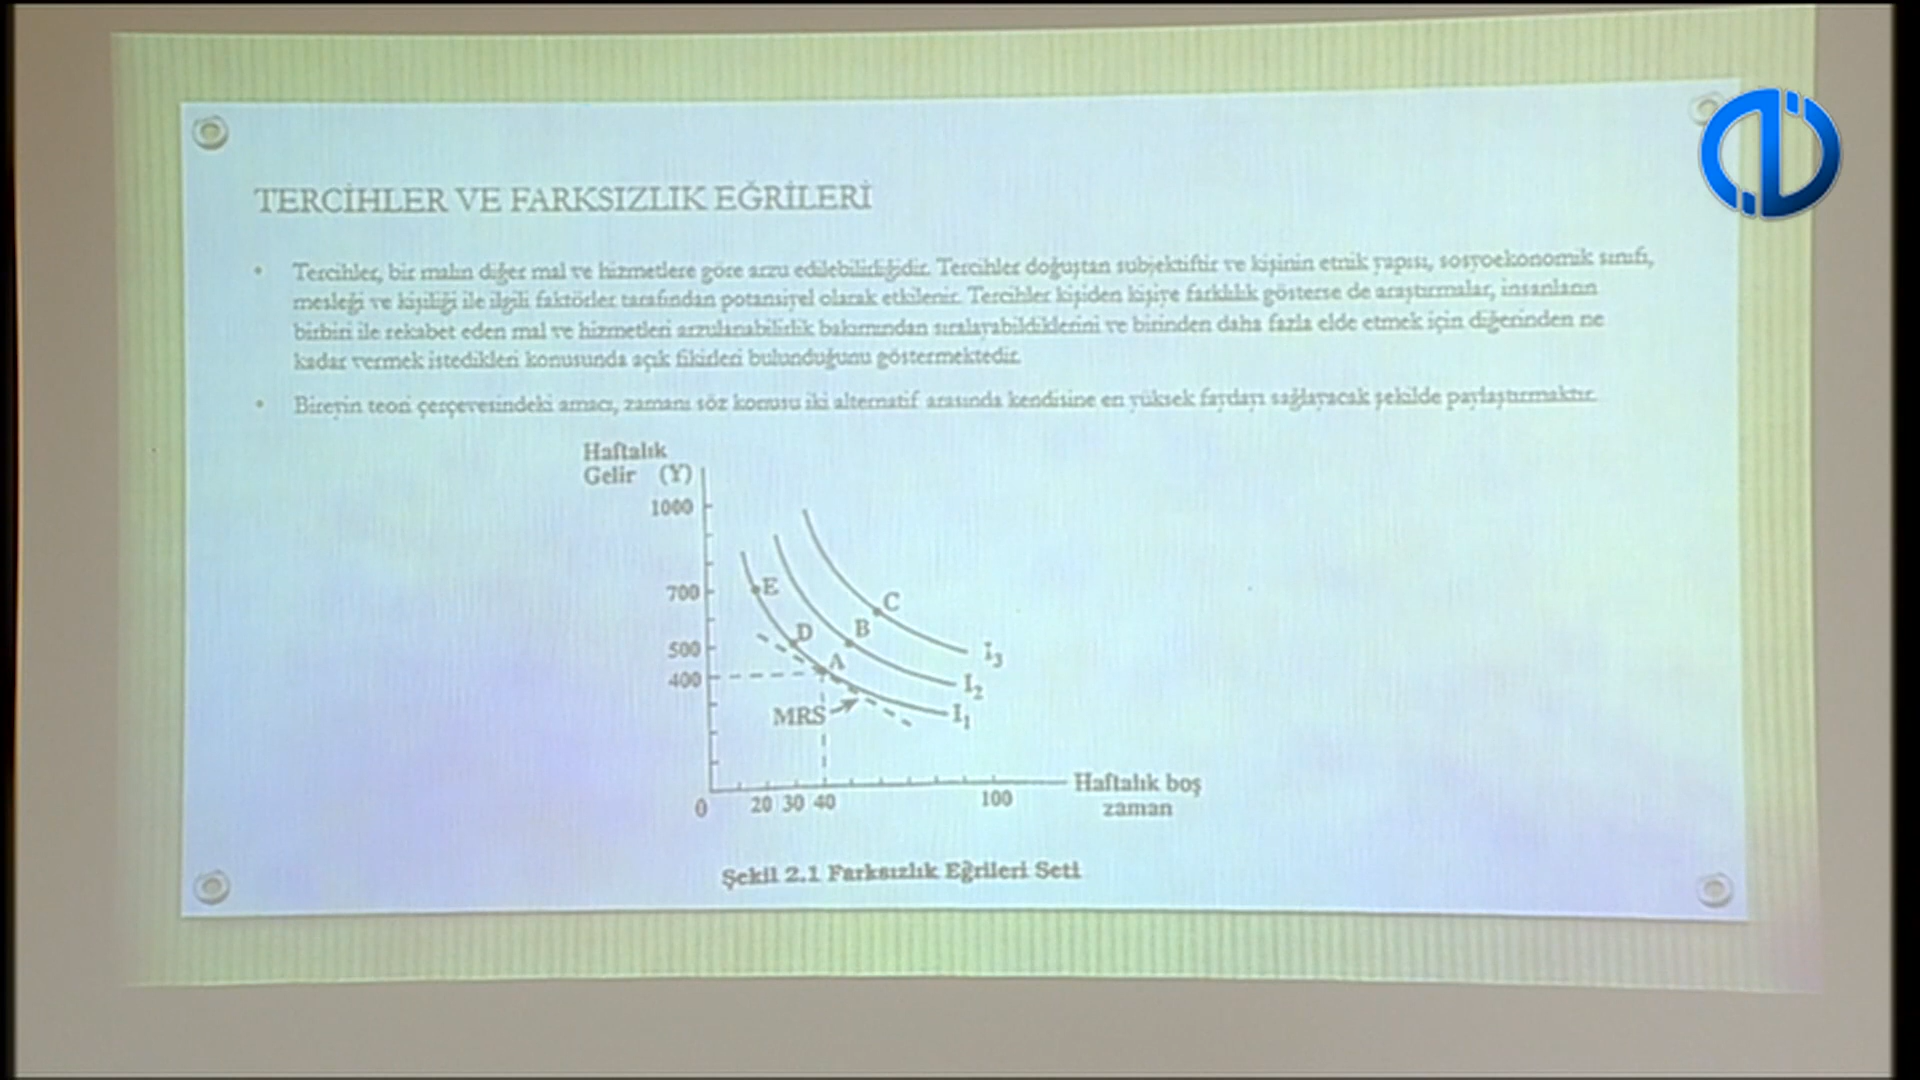 TERCİHLER VE FARKSIZLIK EĞRİLERİ
• Tercihler, bir malın diğer mal ve hizmetlere göre arzu edilebilirliğidir. Tercihler doğuştan subjektiftir ve kişinin etnik yapısı, sosyoekonomik sınıfı,
mesleği ve kişiliği ile ilgili faktörler tarafından potansiyel olarak etkilenir. Tercihler kişiden kişiye farklılık gösterse de araştırmalar, insanların
birbiri ile rekabet eden mal ve hizmetleri arzulanabilirlik bakımından sıralayabildiklerini ve birinden daha fazla elde etmek için diğerinden ne
kadar vermek istedikleri konusunda açık fikirleri bulunduğunu göstermektedir.
• Bireyin teori çerçevesindeki amacı, zamanı söz konusu iki alternatif arasında kendisine en yüksek faydayı sağlayacak şekilde paylaştırmaktır.
Haftalık
Gelir (Y)
1000
700
E
C
500
D
B
I3
400
A
I2
MRS
I1
0
20 30 40
100
Haftalık boş
zaman
Şekil 2.1 Farksızlık Eğrileri Seti